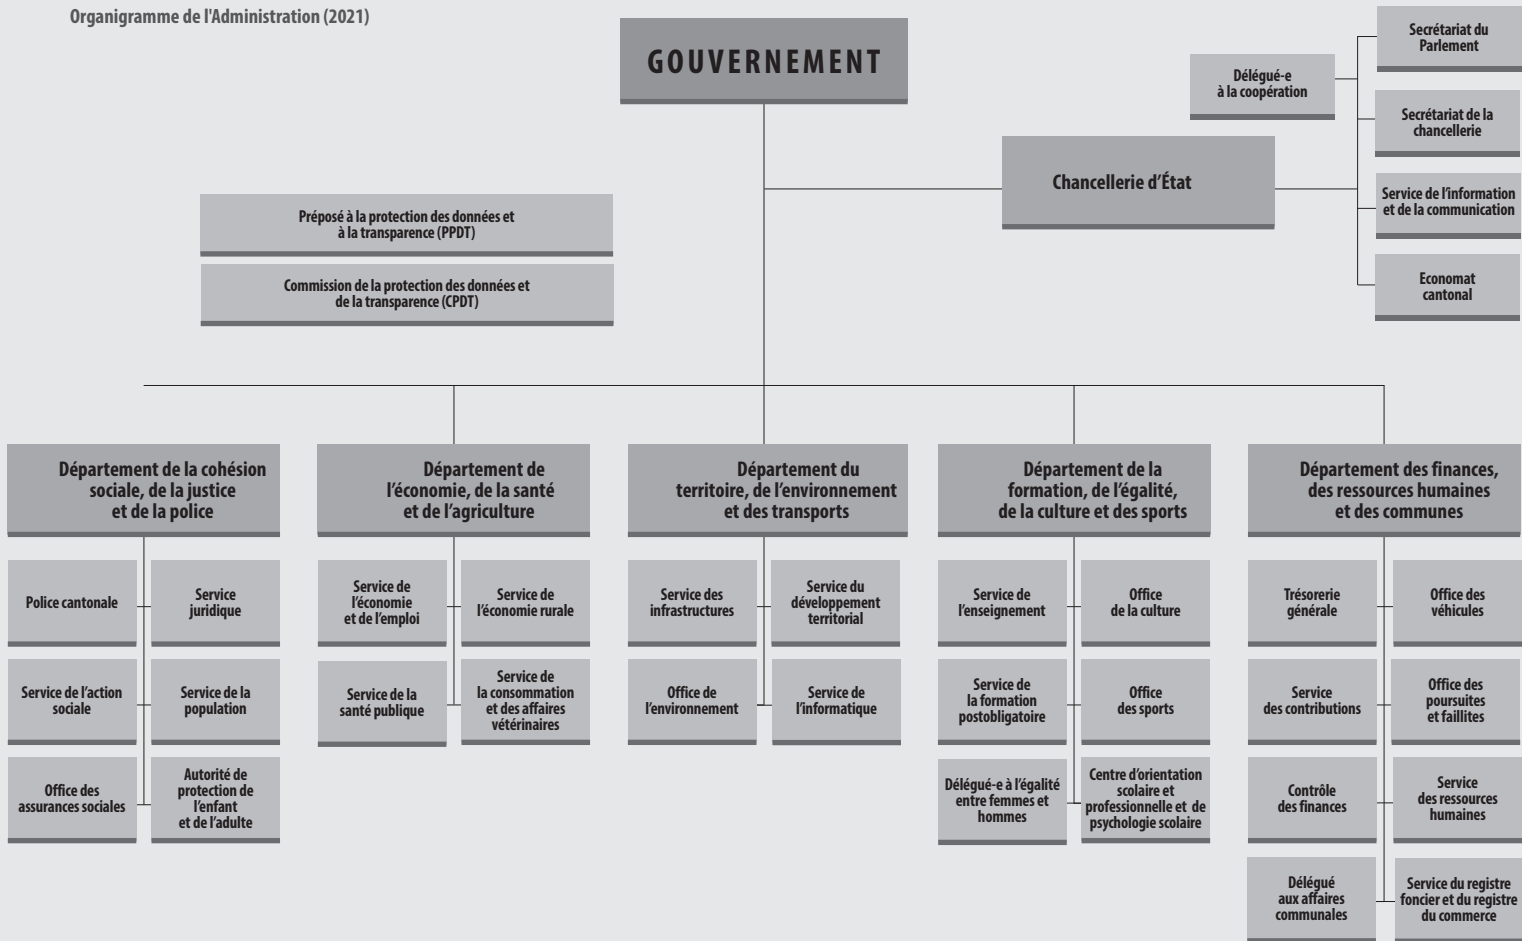 Organigramme de l'Administration (2021)
GOUVERNEMENT
Secrétariat du
Parlement
Délégué-e
à la coopération
Secrétariat de la
chancellerie
Chancellerie d'État
Service de l'information
et de la communication
Economat
cantonal
Préposé à la protection des données et
à la transparence (PPDT)
Commission de la protection des données et
de la transparence (CPDT)
Département de la cohésion
sociale, de la justice
et de la police
Département de
l'économie, de la santé
et de l'agriculture
Département du
territoire, de l'environnement
et des transports
Département de la
formation, de l'égalité,
de la culture et des sports
Département des finances,
des ressources humaines
et des communes
Police cantonale
Service
juridique
Service de l'action
sociale
Service de la
population
Office des
assurances sociales
Autorité de
protection de
l'enfant
et de l'adulte
Service de
l'économie
et de l'emploi
Service de
l'économie rurale
Service de la
santé publique
Service de
la consommation
et des affaires
vétérinaires
Service des
infrastructures
Service du
développement
territorial
Office de
l'environnement
Service de
l'informatique
Service de
l'enseignement
Office
de la culture
Service de
la formation
postobligatoire
Office
des sports
Délégué-e à l'égalité
entre femmes et
hommes
Centre d'orientation
scolaire et
professionnelle et de
psychologie scolaire
Trésorerie
générale
Office des
véhicules
Service
des contributions
Office des
poursuites
et faillites
Contrôle
des finances
Service
des ressources
humaines
Délégué
aux affaires
communales
Service du registre
foncier et du registre
du commerce